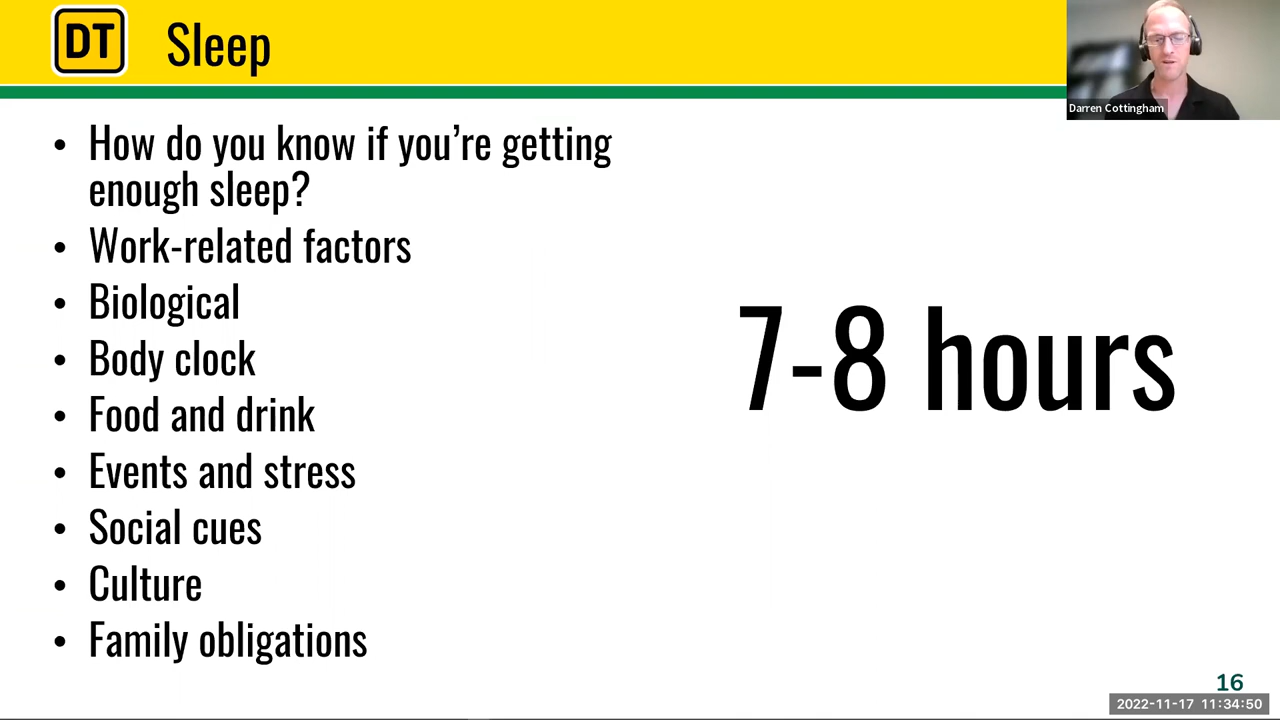 DT
Sleep
Darren Cottingham
• How do you know if you’re getting
enough sleep?
• Work-related factors
• Biological
• Body clock
• Food and drink
• Events and stress
• Social cues
• Culture
• Family obligations
7-8 hours
16
2022-11-17 11:34:50